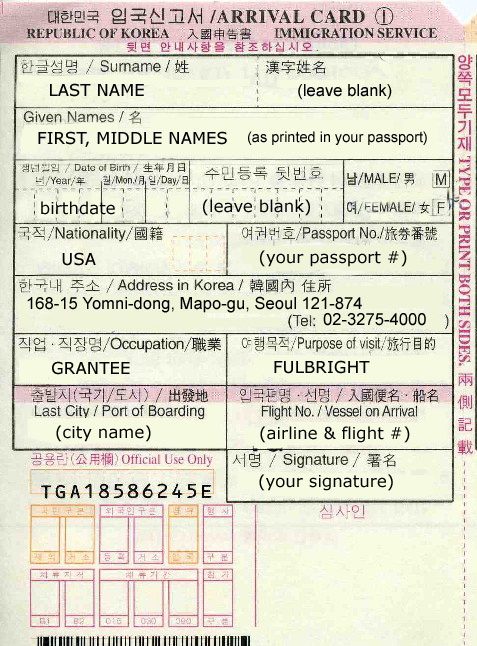 대한민국 입국신고서 /ARRIVAL CARD ①
REPUBLIC OF KOREA 入國申告書 IMMIGRATION SERVICE
뒷면 안내사항을 참조하십시오.
한글성명 / Surname / 姓
漢字姓名
LAST NAME
(leave blank)
Given Names / 名
FIRST, MIDDLE NAMES (as printed in your passport)
생년월일 / Date of Birth / 生年月日
주민등록 뒷번호
남/MALE/男 M
년/Year/年 월/Mon./月 일/Day/日
birthdate
(leave blank)
여/FEMALE/女 F
국적/Nationality/國籍
여권번호/Passport No./旅券番號
USA
(your passport #)
한국내 주소 / Address in Korea / 韓國內 住所
168-15 Yomni-dong, Mapo-gu, Seoul 121-874
(Tel: 02-3275-4000 )
직업·직장명/Occupation/職業
여행목적/Purpose of visit/旅行目的
GRANTEE
FULBRIGHT
출발지(국가/도시) / 出發地
입국편명·선명 / 入國便名·船名
Last City / Port of Boarding
Flight No. / Vessel on Arrival
(city name)
(airline & flight #)
공용란(公用欄) Official Use Only
서명 / Signature / 署名
(your signature)
TGA18586245E
심사인
양쪽모두기재 TYPE OR PRINT BOTH SIDES. 兩側記載